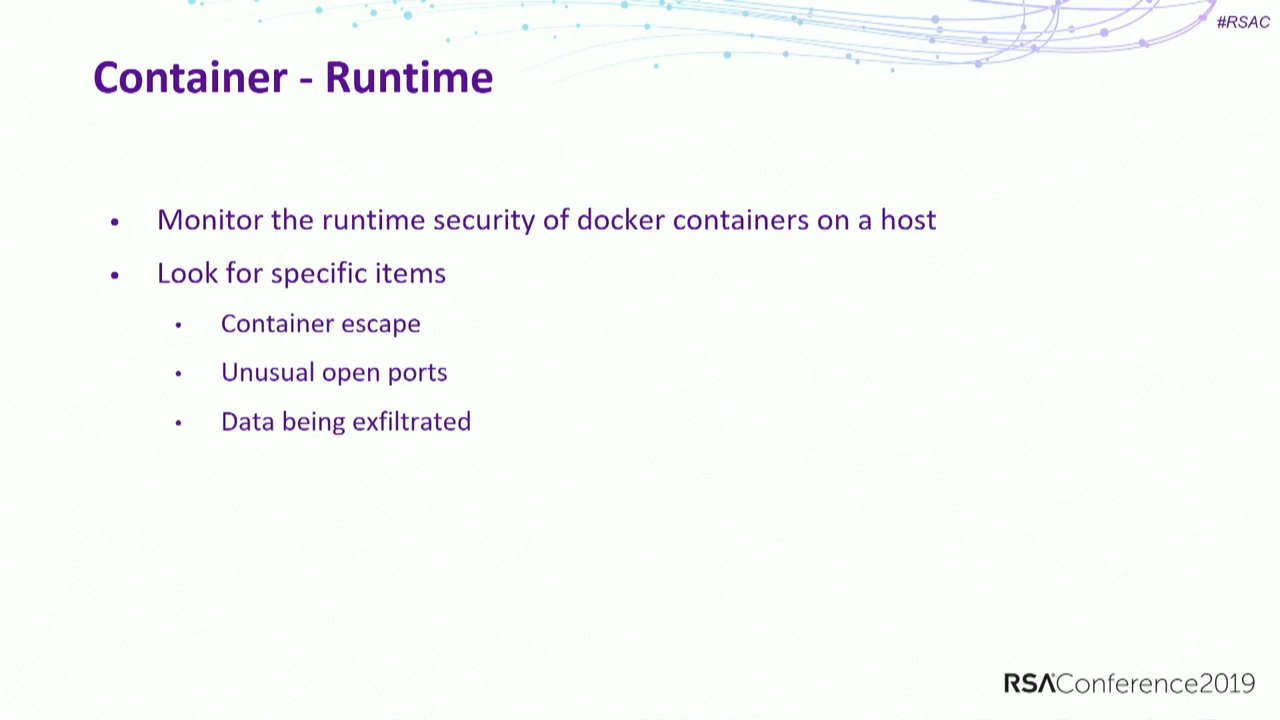 #RSAC
Container - Runtime
• Monitor the runtime security of docker containers on a host
• Look for specific items
• Container escape
• Unusual open ports
• Data being exfiltrated
RSAConference2019